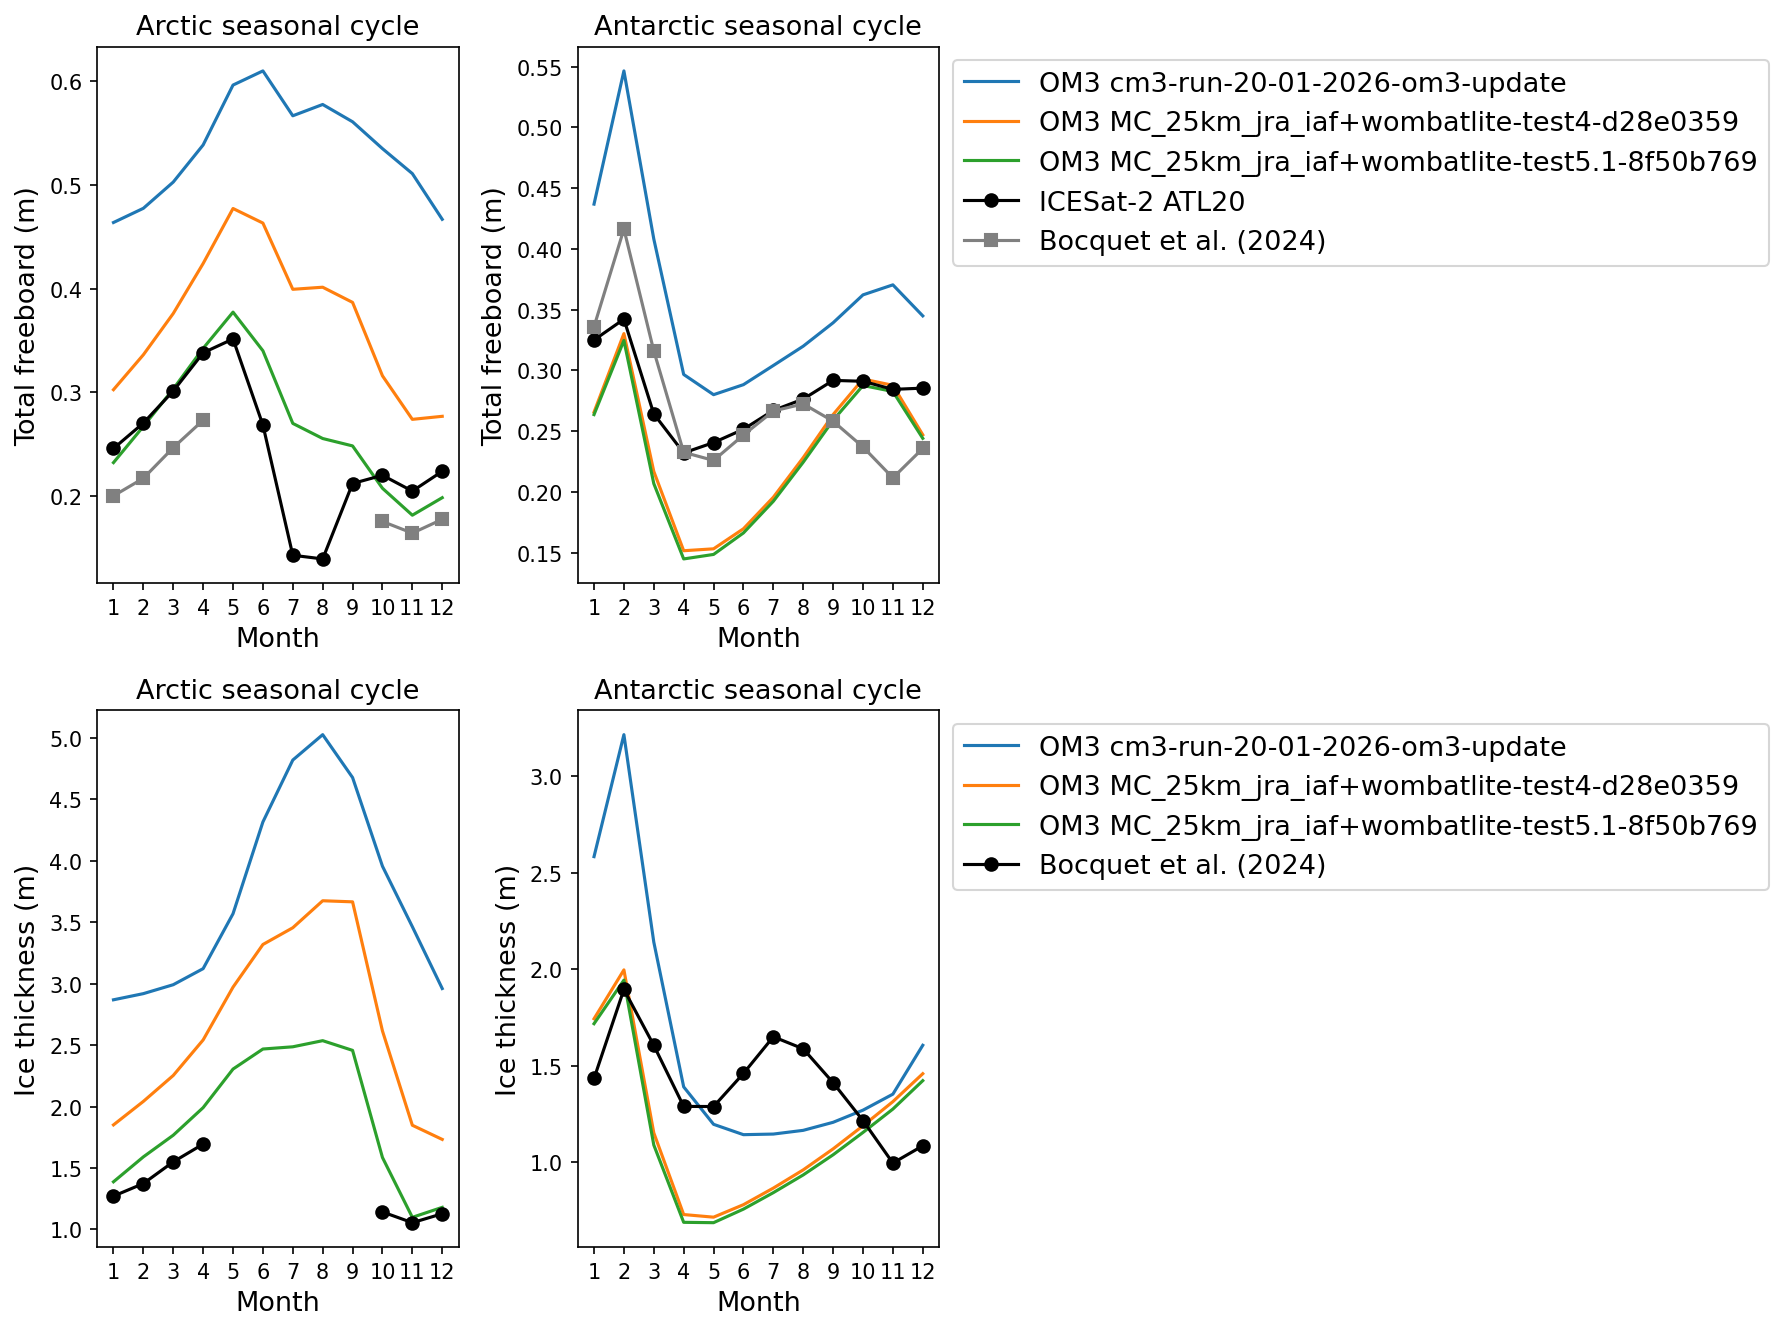 Arctic seasonal cycle
Antarctic seasonal cycle
0.6
0.5
0.4
0.3
0.2
Total freeboard (m)
1 2 3 4 5 6 7 8 9 10 11 12
Month
0.55
0.50
0.45
0.40
0.35
0.30
0.25
0.20
0.15
Total freeboard (m)
1 2 3 4 5 6 7 8 9 10 11 12
Month
OM3 cm3-run-20-01-2026-om3-update
OM3 MC_25km_jra_iaf+wombatlite-test4-d28e0359
OM3 MC_25km_jra_iaf+wombatlite-test5.1-8f50b769
ICESat-2 ATL20
Bocquet et al. (2024)
Arctic seasonal cycle
Antarctic seasonal cycle
5.0
4.5
4.0
3.5
3.0
2.5
2.0
1.5
1.0
Ice thickness (m)
1 2 3 4 5 6 7 8 9 10 11 12
Month
3.0
2.5
2.0
1.5
1.0
Ice thickness (m)
1 2 3 4 5 6 7 8 9 10 11 12
Month
OM3 cm3-run-20-01-2026-om3-update
OM3 MC_25km_jra_iaf+wombatlite-test4-d28e0359
OM3 MC_25km_jra_iaf+wombatlite-test5.1-8f50b769
Bocquet et al. (2024)